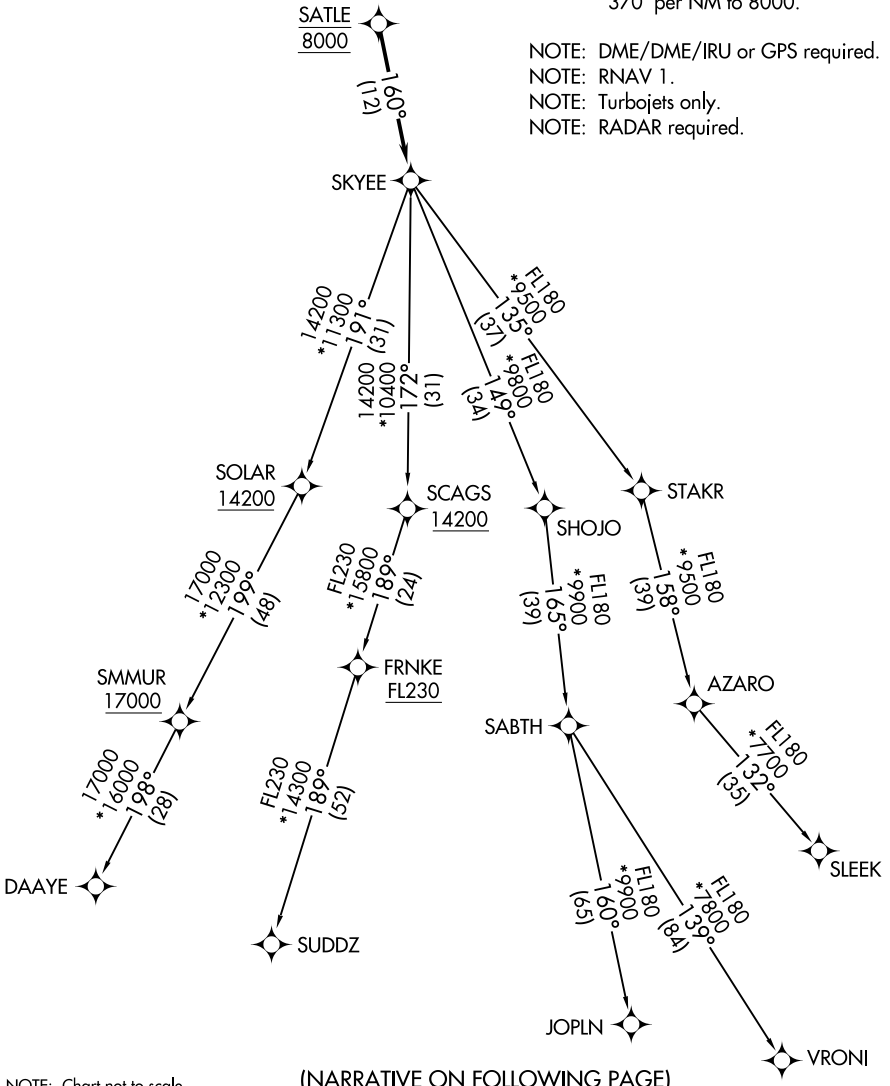 370' per NM to 8000.
SATLE
8000
NOTE: DME/DME/IRU or GPS required.
NOTE: RNAV 1.
NOTE: Turbojets only.
NOTE: RADAR required.
160°
(12)
SKYEE
14200
*11300
191°
(31)
14200
*10400
172°
(31)
FL180
*9800
149°
(34)
FL180
*9500
135°
(37)
SOLAR
14200
SCAGS
14200
SHOJO
STAKR
17000
*12300
199°
(48)
FL230
*15800
189°
(24)
FL180
*9900
165°
(39)
FL180
*9500
158°
(39)
SMMUR
17000
FRNKE
FL230
SABTH
AZARO
17000
*16000
198°
(28)
FL230
*14300
189°
(52)
FL180
*9900
160°
(65)
FL180
*7800
139°
(84)
FL180
*7700
132°
(35)
DAAYE
SUDDZ
SLEEK
JOPLN
VRONI
NOTE: Chart not to scale
(NARRATIVE ON FOLLOWING PAGE)